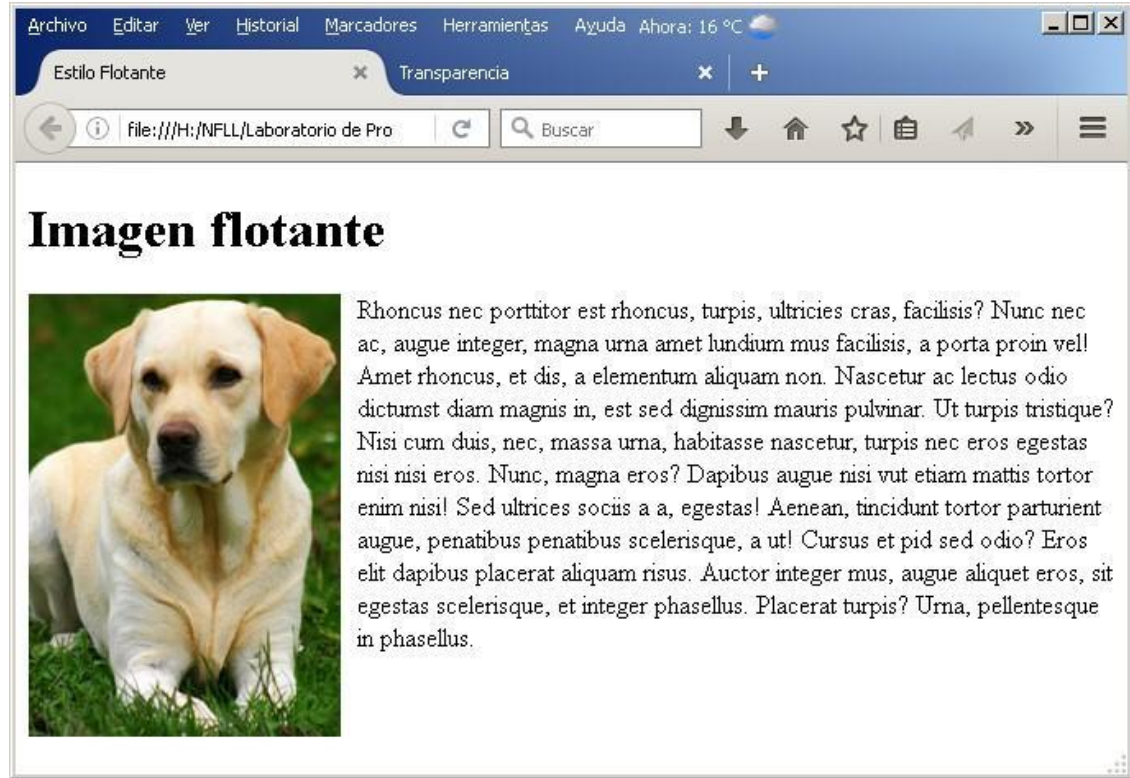 Archivo Editar Ver Historial Marcadores Herramientas Ayuda Ahora: 16 °C
Estilo Flotante Transparencia
file:///H:/NFLL/Laboratorio de Pro Buscar
Imagen flotante
Rhoncus nec porttitor est rhoncus, turpis, ultricies cras, facilisis? Nunc nec
ac, augue integer, magna urna amet lundium mus facilisis, a porta proin vel!
Amet rhoncus, et dis, a elementum aliquam non. Nascetur ac lectus odio
dictumst diam magnis in, est sed dignissim mauris pulvinar. Ut turpis tristique?
Nisi cum duis, nec, massa urna, habitasse nascetur, turpis nec eros egestas
nisi nisi eros. Nunc, magna eros? Dapibus augue nisi vut etiam mattis tortor
enim nisi! Sed ultrices sociis a a, egestas! Aenean, tincidunt tortor parturient
augue, penatibus penatibus scelerisque, a ut! Cursus et pid sed odio? Eros
elit dapibus placerat aliquam risus. Auctor integer mus, augue aliquet eros, sit
egestas scelerisque, et integer phasellus. Placerat turpis? Urna, pellentesque
in phasellus.